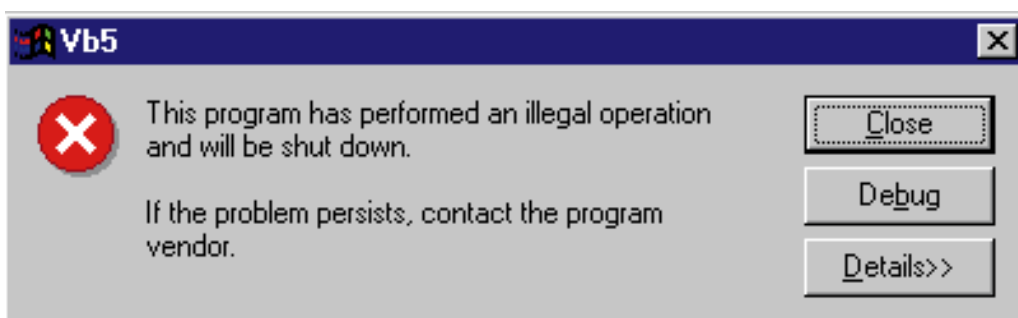 Vb5
This program has performed an illegal operation
and will be shut down.
If the problem persists, contact the program
vendor.
Close
Debug
Details>>